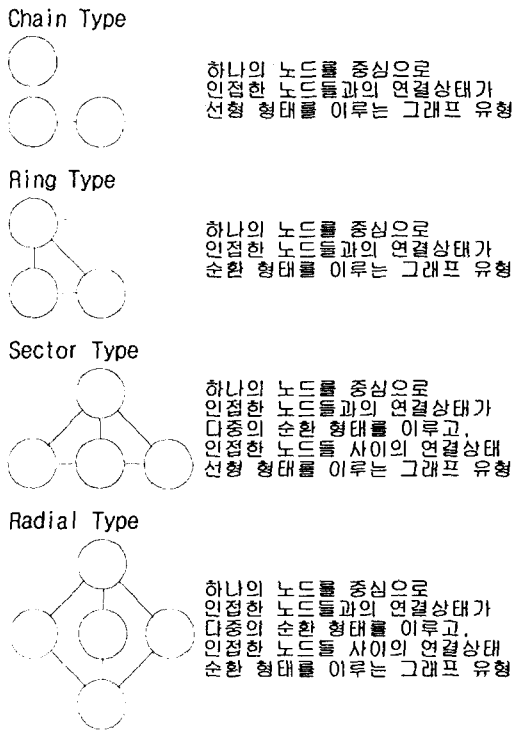 Chain Type
하나의 노드를 중심으로
인접한 노드들과의 연결상태가
선형 형태를 이루는 그래프 유형
Ring Type
하나의 노드를 중심으로
인접한 노드들과의 연결상태가
순환 형태를 이루는 그래프 유형
Sector Type
하나의 노드를 중심으로
인접한 노드들과의 연결상태가
다중의 순환 형태를 이루고,
인접한 노드들 사이의 연결상태
선형 형태를 이루는 그래프 유형
Radial Type
하나의 노드를 중심으로
인접한 노드들과의 연결상태가
다중의 순환 형태를 이루고,
인접한 노드들 사이의 연결상태
순환 형태를 이루는 그래프 유형